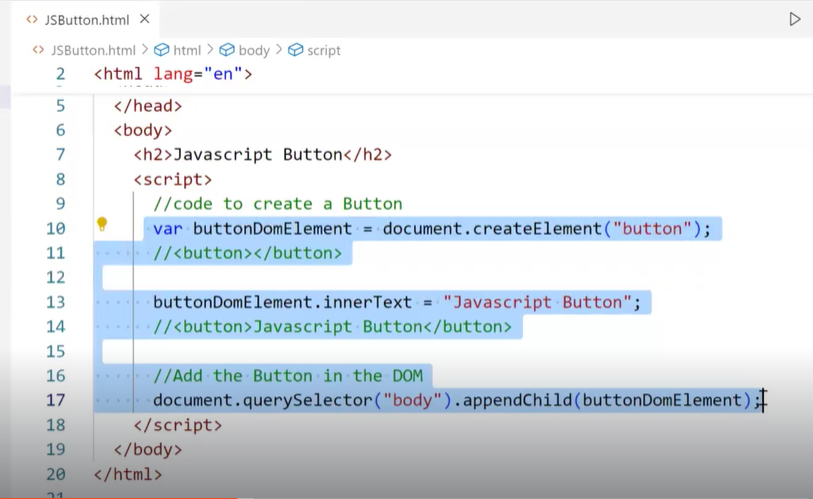 <> JSButton.html ×
<> JSButton.html > html > body > script
2 <html lang="en">
5 </head>
6 <body>
7 <h2>Javascript Button</h2>
8 <script>
9 //code to create a Button
10 var buttonDomElement = document.createElement("button");
11 //<button></button>
12
13 buttonDomElement.innerText = "Javascript Button";
14 //<button>Javascript Button</button>
15
16 //Add the Button in the DOM
17 document.querySelector("body").appendChild(buttonDomElement);
18 </script>
19 </body>
20 </html>
21